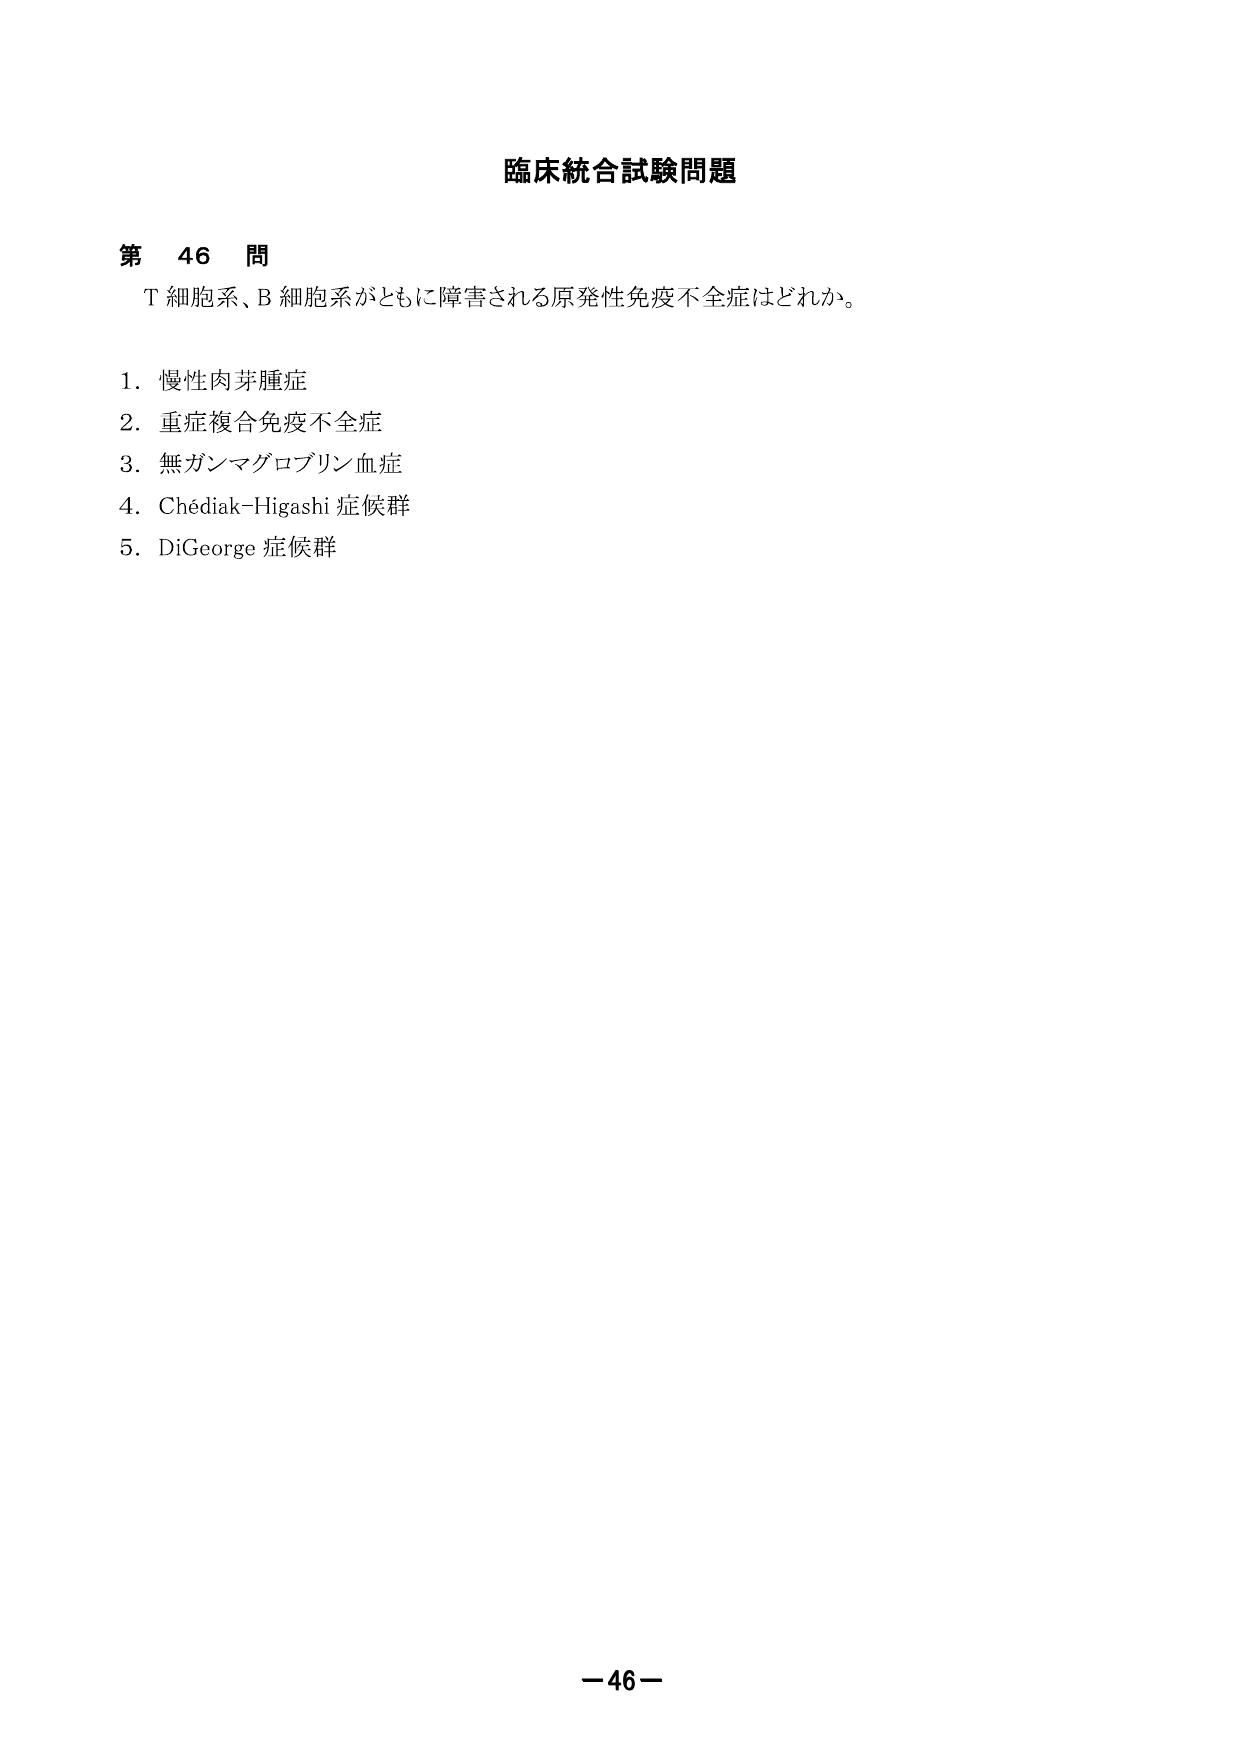 臨床統合試験問題
第 46 問
T 細胞系、B 細胞系がともに障害される原発性免疫不全症はどれか。
1. 慢性肉芽腫症
2. 重症複合免疫不全症
3. 無ガンマグロブリン血症
4. Chédiak-Higashi 症候群
5. DiGeorge 症候群
－46－